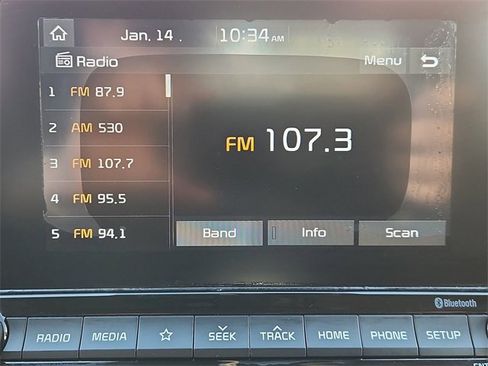 Jan. 14 . 10:34 AM
Radio Menu
1 FM 87.9
2 AM 530
3 FM 107.7
4 FM 95.5
5 FM 94.1
FM 107.3
Band Info Scan
Bluetooth
RADIO MEDIA SEEK TRACK HOME PHONE SETUP